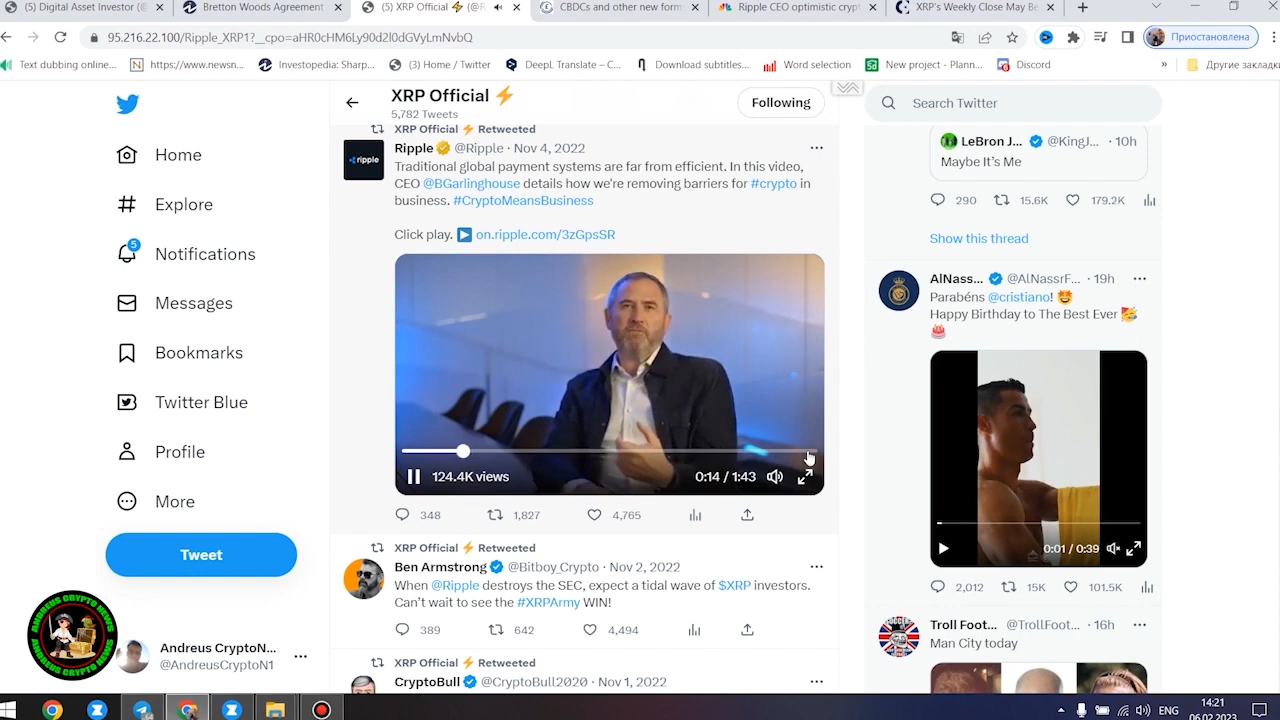 (5) Digital Asset Investor (@
Bretton Woods Agreement
(5) XRP Official ⚡ (@R
CBDCs and other new form
Ripple CEO optimistic crypt
XRP's Weekly Close May Be
95.216.22.100/Ripple_XRP1?__cpo=aHR0cHM6Ly90d2l0dGVyLmNvbQ
Приостановлена
Text dubbing online...
https://www.newsn...
Investopedia: Sharp...
(3) Home / Twitter
DeepL Translate – C...
Download subtitles...
Word selection
New project - Plann...
Discord
»
Другие закладки
Home
Explore
5
Notifications
Messages
Bookmarks
Twitter Blue
Profile
More
Tweet
ANDREUS CRYPTO NEWS
ANDREUS CRYPTO NEWS
Andreus CryptoN...
@AndreusCryptoN1
XRP Official ⚡
5,782 Tweets
Following
XRP Official ⚡ Retweeted
ripple
Ripple @Ripple · Nov 4, 2022
Traditional global payment systems are far from efficient. In this video,
CEO @BGarlinghouse details how we're removing barriers for #crypto in
business. #CryptoMeansBusiness
Click play. ▶ on.ripple.com/3zGpsSR
124.4K views
0:14 / 1:43
348 1,827 4,765
XRP Official ⚡ Retweeted
Ben Armstrong @Bitboy_Crypto · Nov 2, 2022
When @Ripple destroys the SEC, expect a tidal wave of $XRP investors.
Can't wait to see the #XRPArmy WIN!
389 642 4,494
XRP Official ⚡ Retweeted
CryptoBull @CryptoBull2020 · Nov 1, 2022
Search Twitter
LeBron J... @KingJ... · 10h
Maybe It's Me
290 15.6K 179.2K
Show this thread
AlNass... @AlNassrF... · 19h
Parabéns @cristiano! 🤩
Happy Birthday to The Best Ever 🥳
🎂
0:01 / 0:39
2,012 15K 101.5K
Troll Foot... @TrollFoot... · 16h
Man City today
ENG
14:21
06.02.2023